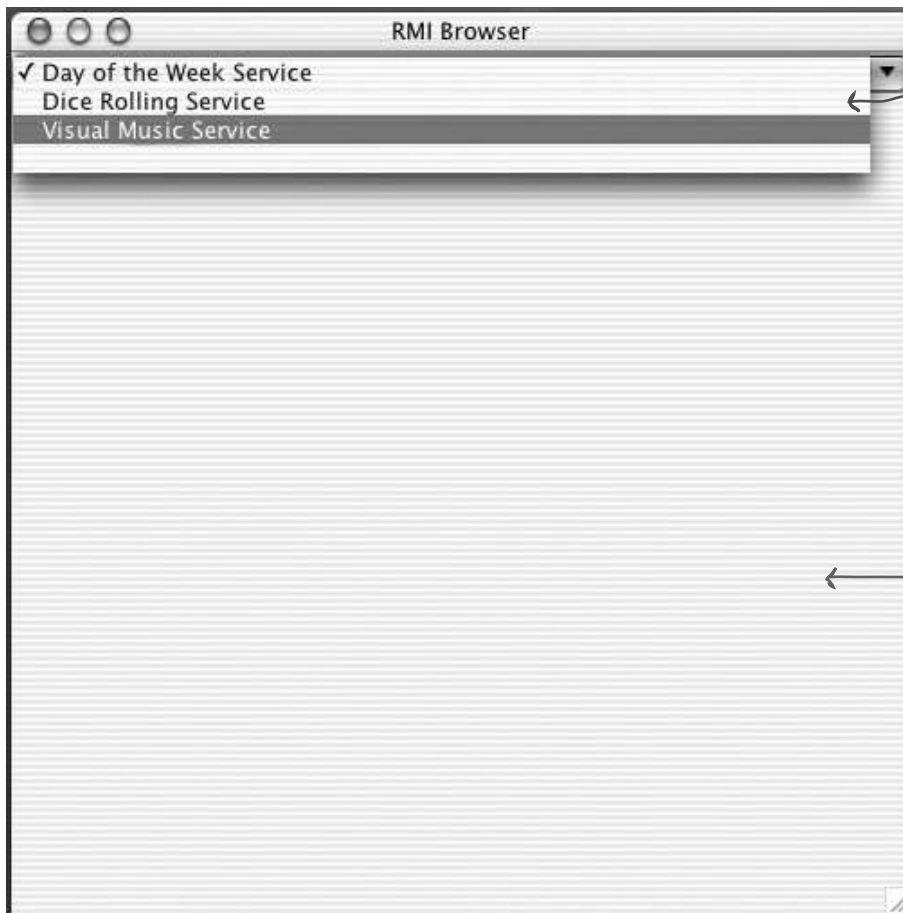 RMI Browser
✓ Day of the Week Service
Dice Rolling Service
Visual Music Service